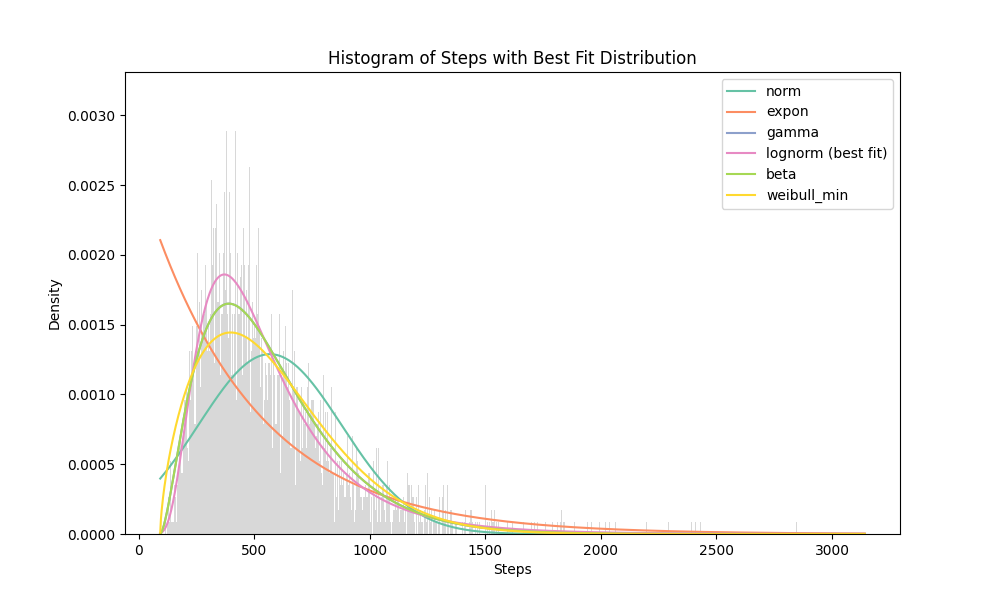 Histogram of Steps with Best Fit Distribution
norm
expon
gamma
lognorm (best fit)
beta
weibull_min
0.0030
0.0025
0.0020
0.0015
0.0010
0.0005
0.0000
Density
0
500
1000
1500
2000
2500
3000
Steps